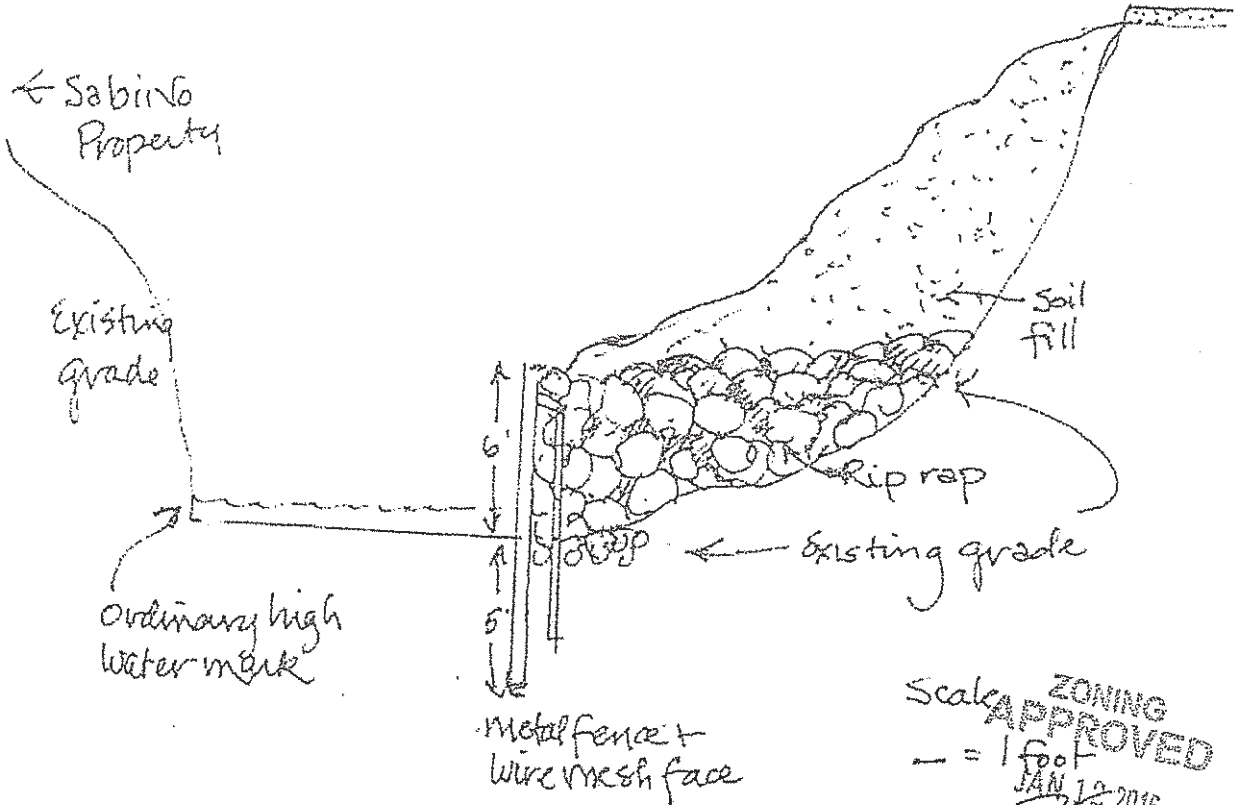 ← Sabino
Property
Existing
grade
Soil
fill
6'
Rip rap
← Existing grade
5'
Ordinary high
water mark
Metal fence +
wire mesh face
Scale
— = 1 foot
ZONING
APPROVED
JAN 12